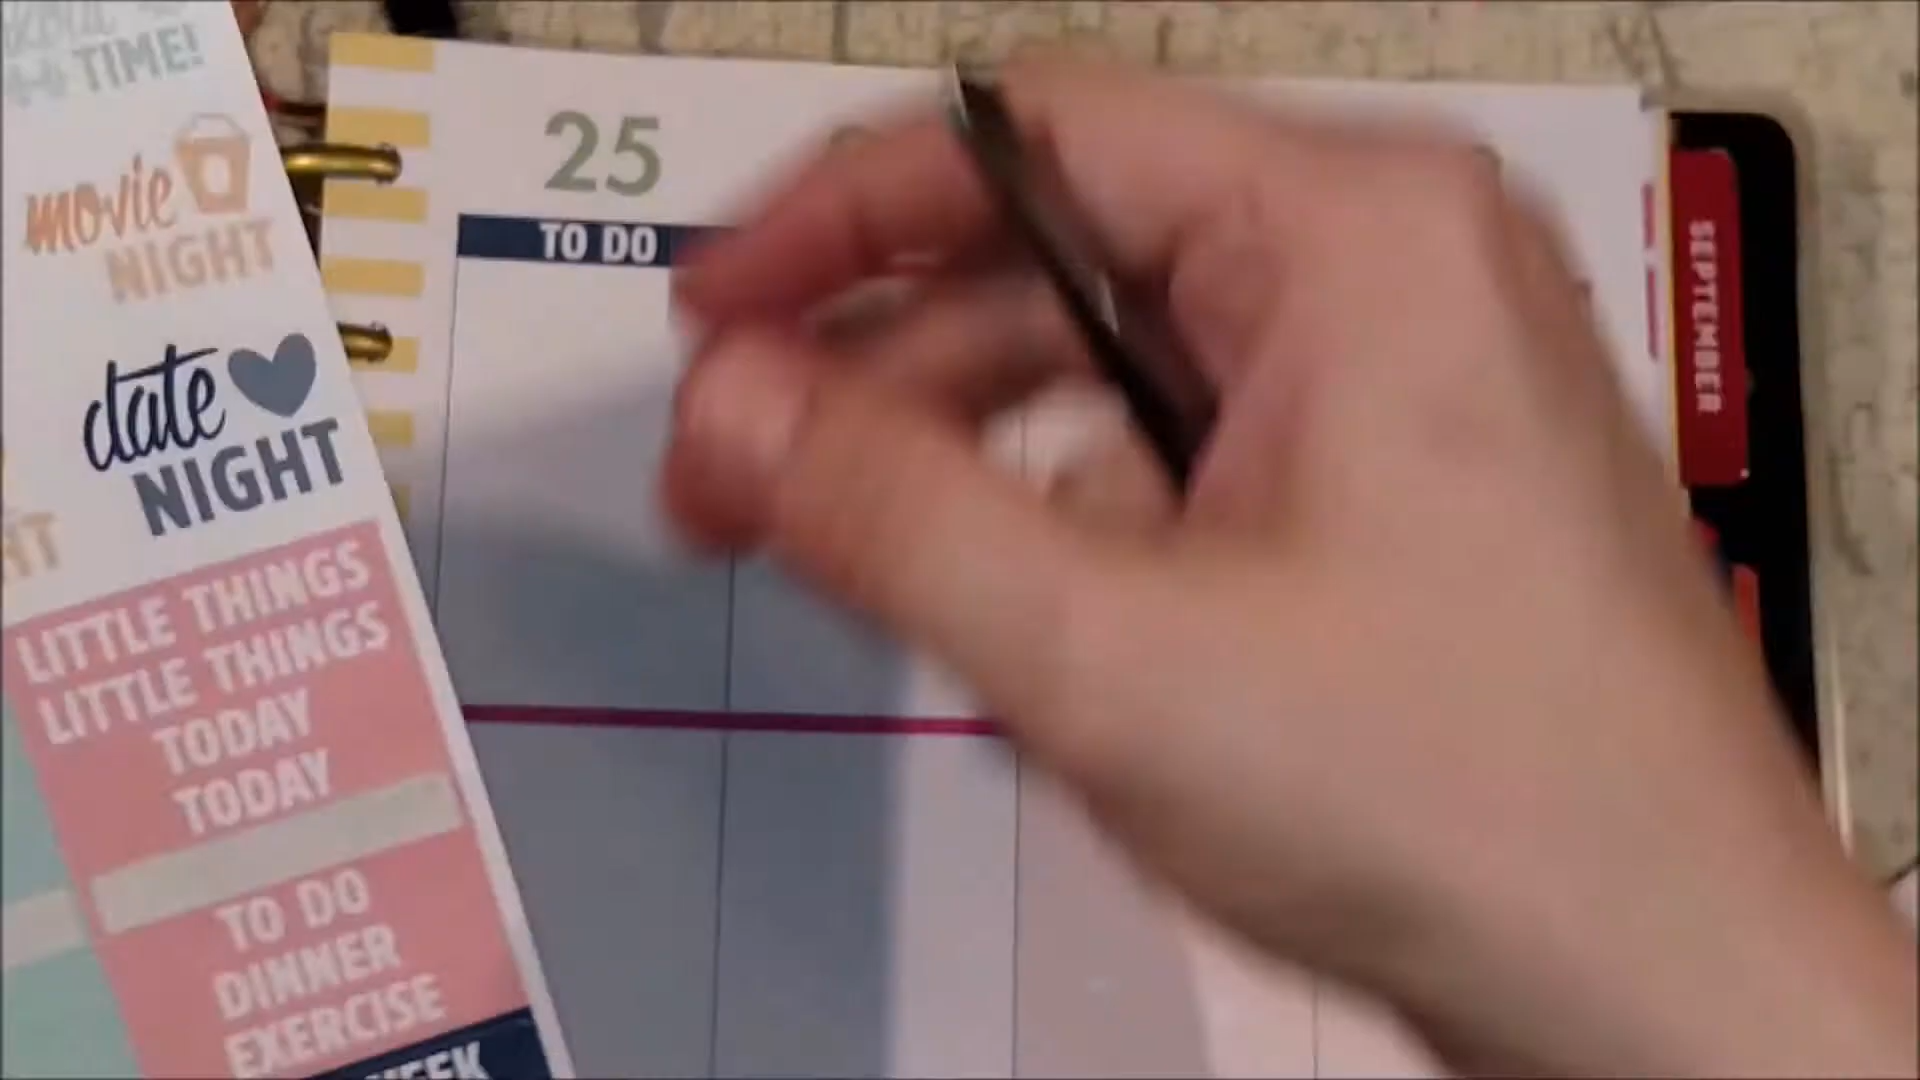 TIME!
movie
NIGHT
date
NIGHT
LITTLE THINGS
LITTLE THINGS
TODAY
TODAY
TO DO
DINNER
EXERCISE
25
TO DO
SEPTEMBER